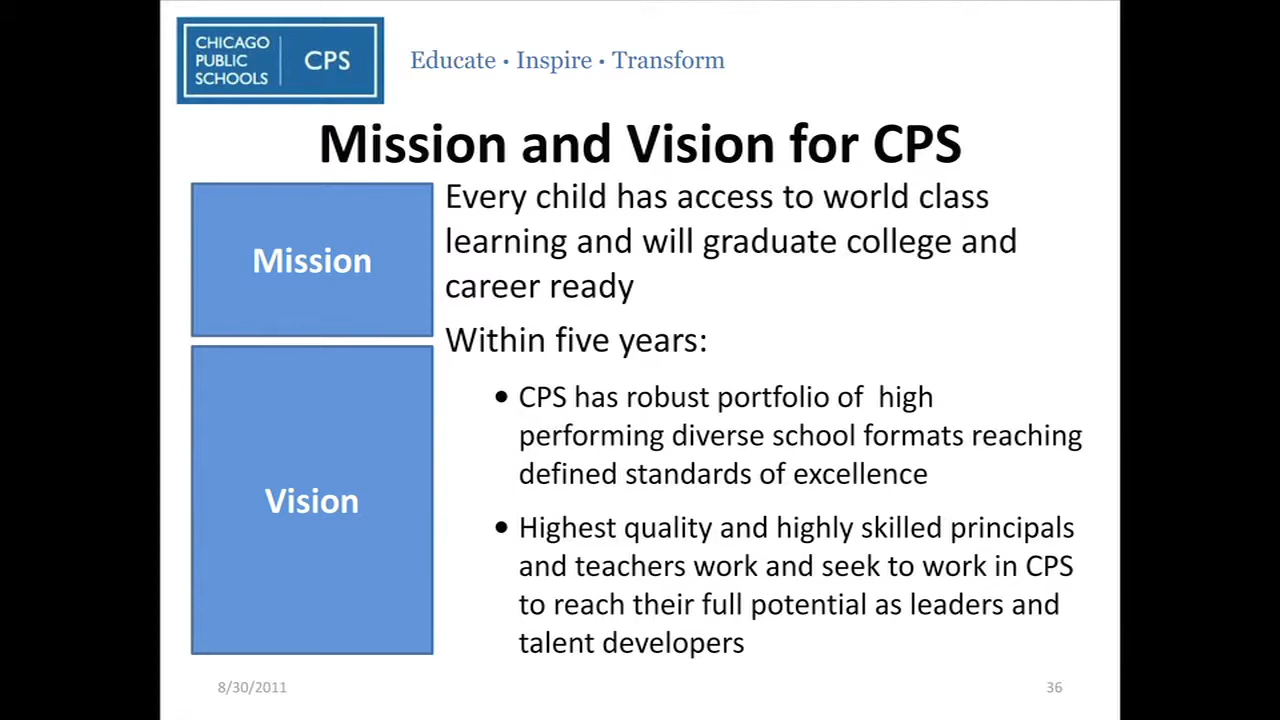 CHICAGO
PUBLIC
SCHOOLS
CPS
Educate • Inspire • Transform
Mission and Vision for CPS
Mission
Every child has access to world class
learning and will graduate college and
career ready
Vision
Within five years:
• CPS has robust portfolio of  high
performing diverse school formats reaching
defined standards of excellence
• Highest quality and highly skilled principals
and teachers work and seek to work in CPS
to reach their full potential as leaders and
talent developers
8/30/2011
36